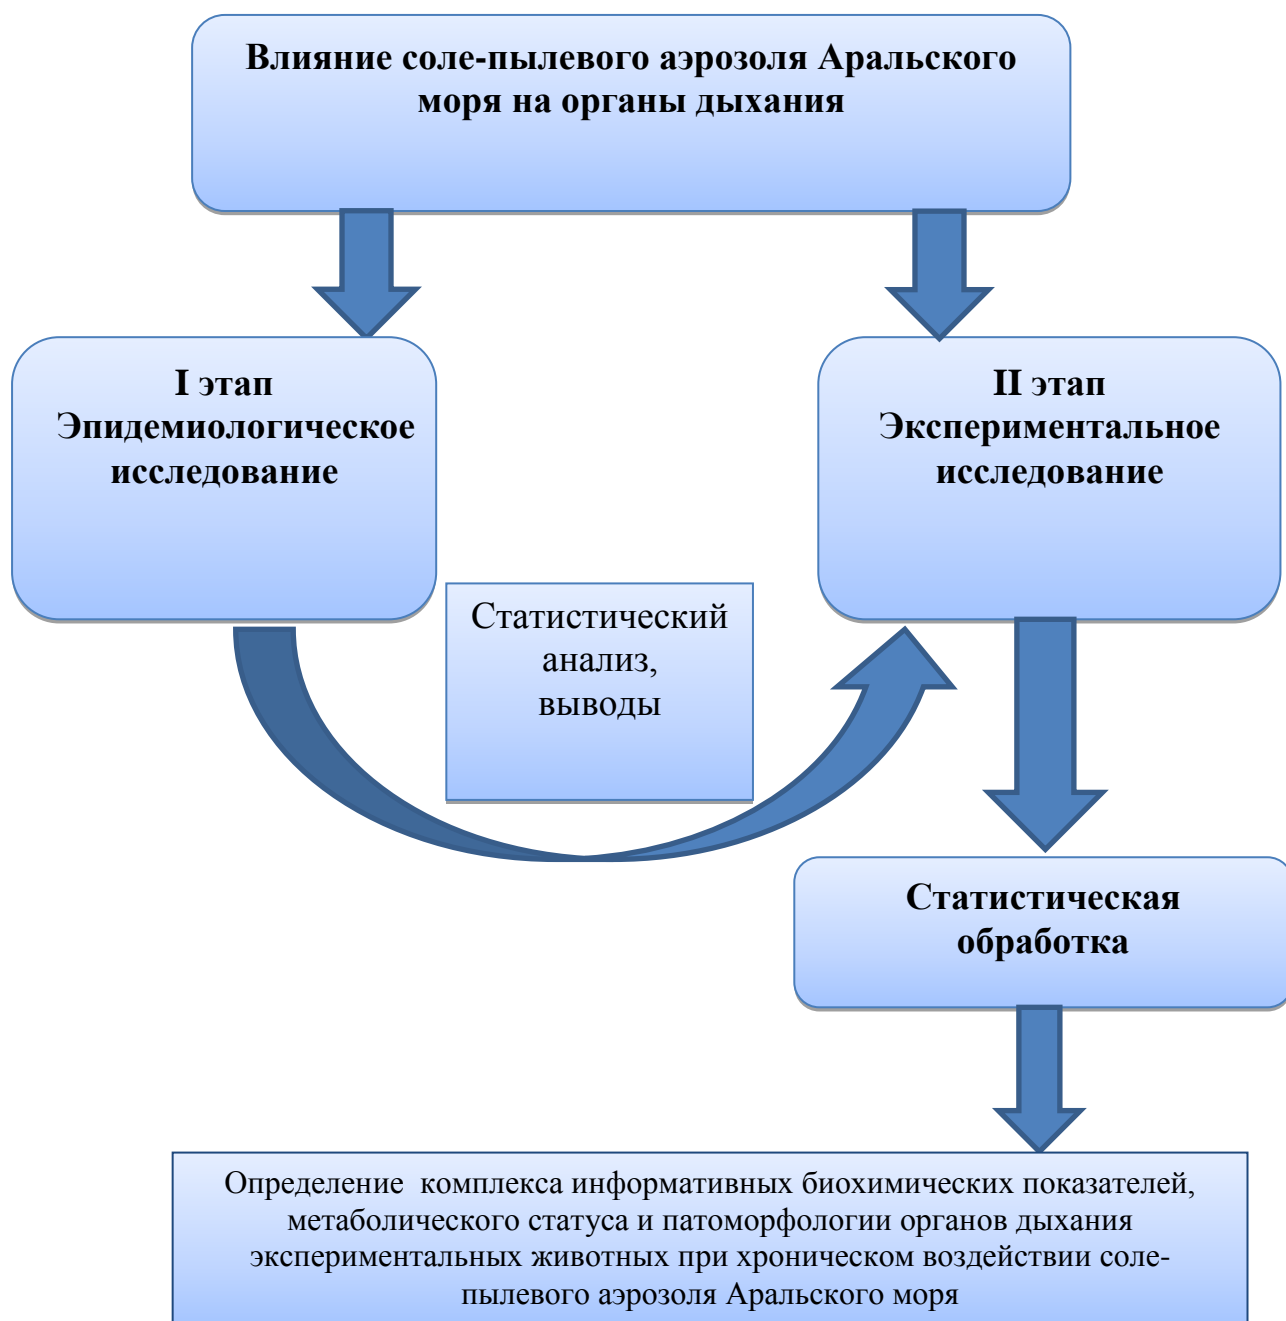 Влияние соле-пылевого аэрозоля Аральского
моря на органы дыхания
I этап
Эпидемиологическое
исследование
II этап
Экспериментальное
исследование
Статистический
анализ,
выводы
Статистическая
обработка
Определение комплекса информативных биохимических показателей,
метаболического статуса и патоморфологии органов дыхания
экспериментальных животных при хроническом воздействии соле-
пылевого аэрозоля Аральского моря